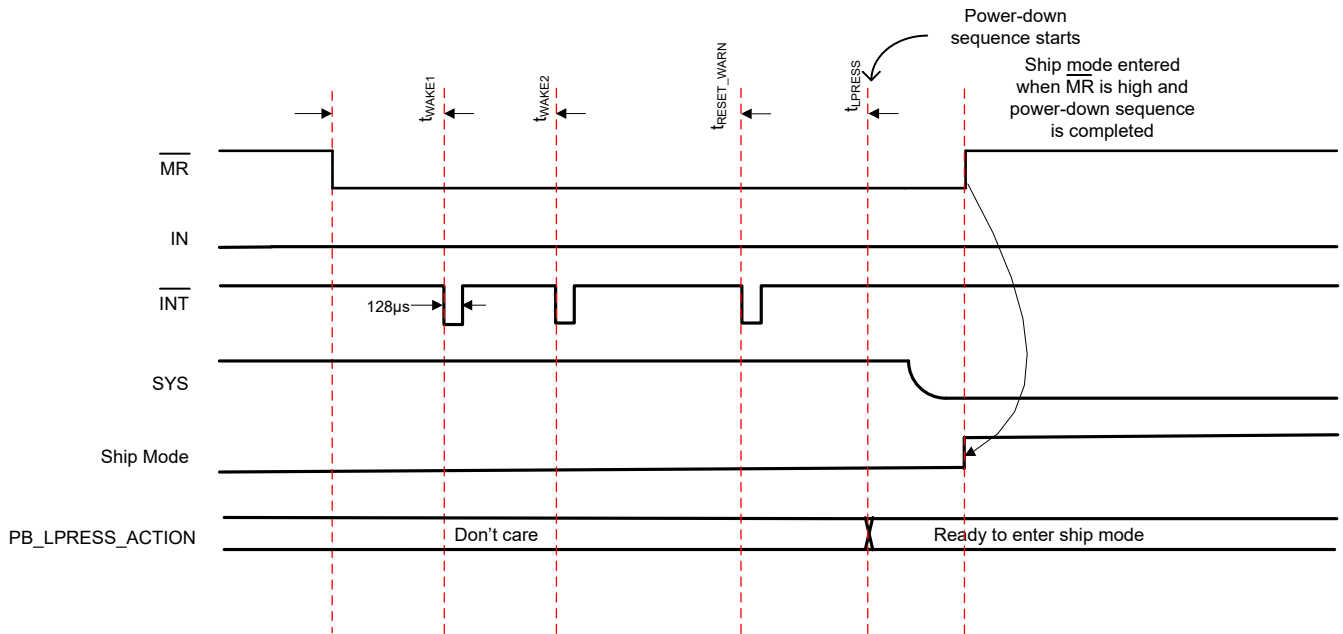 Power-down
sequence starts
Ship mode entered
when MR is high and
power-down sequence
is completed
tWAKE1
tWAKE2
tRESET_WARN
tLPRESS
MR
IN
INT
128µs
SYS
Ship Mode
PB_LPRESS_ACTION
Don't care
Ready to enter ship mode